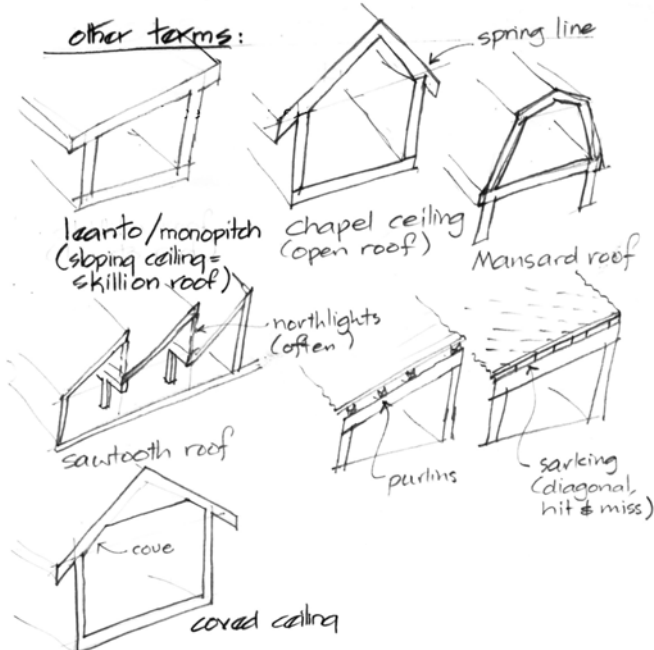 other terms:
spring line
leanto/monopitch
(sloping ceiling=
skillion roof)
chapel ceiling
(open roof)
Mansard roof
northlights
(often)
sawtooth roof
purlins
sarking
(diagonal,
hit & miss)
cove
coved ceiling